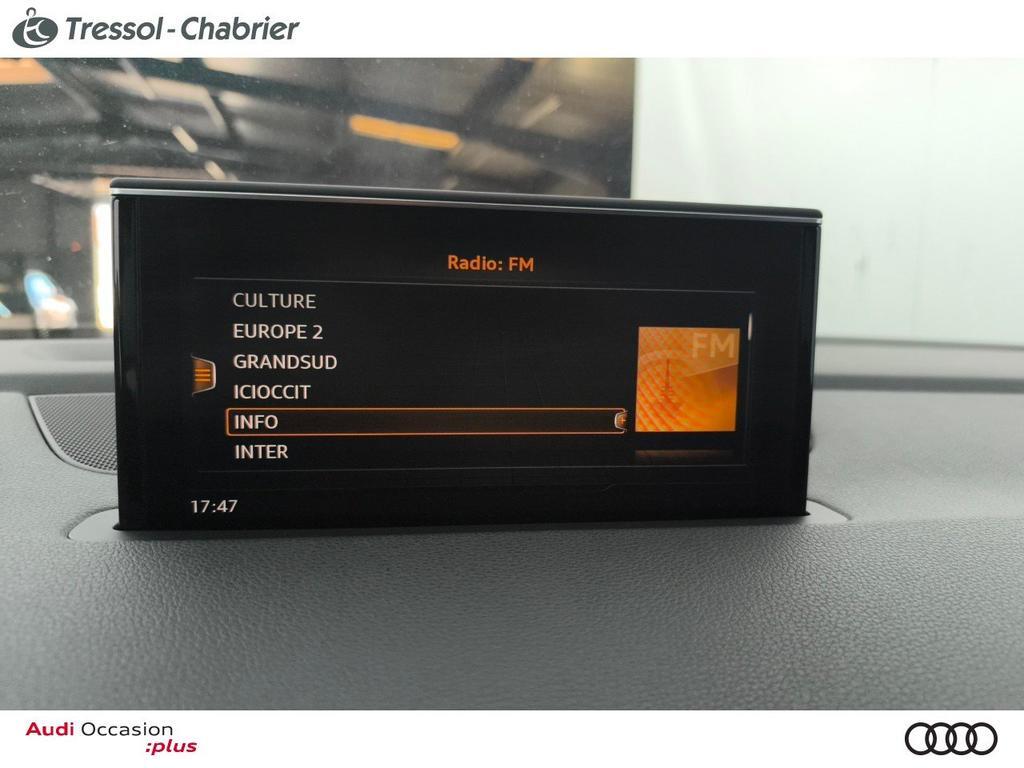 Tressol-Chabrier
Radio: FM
CULTURE
EUROPE 2
GRANDSUD
ICIOCCIT
INFO
INTER
FM
17:47
Audi Occasion
:plus